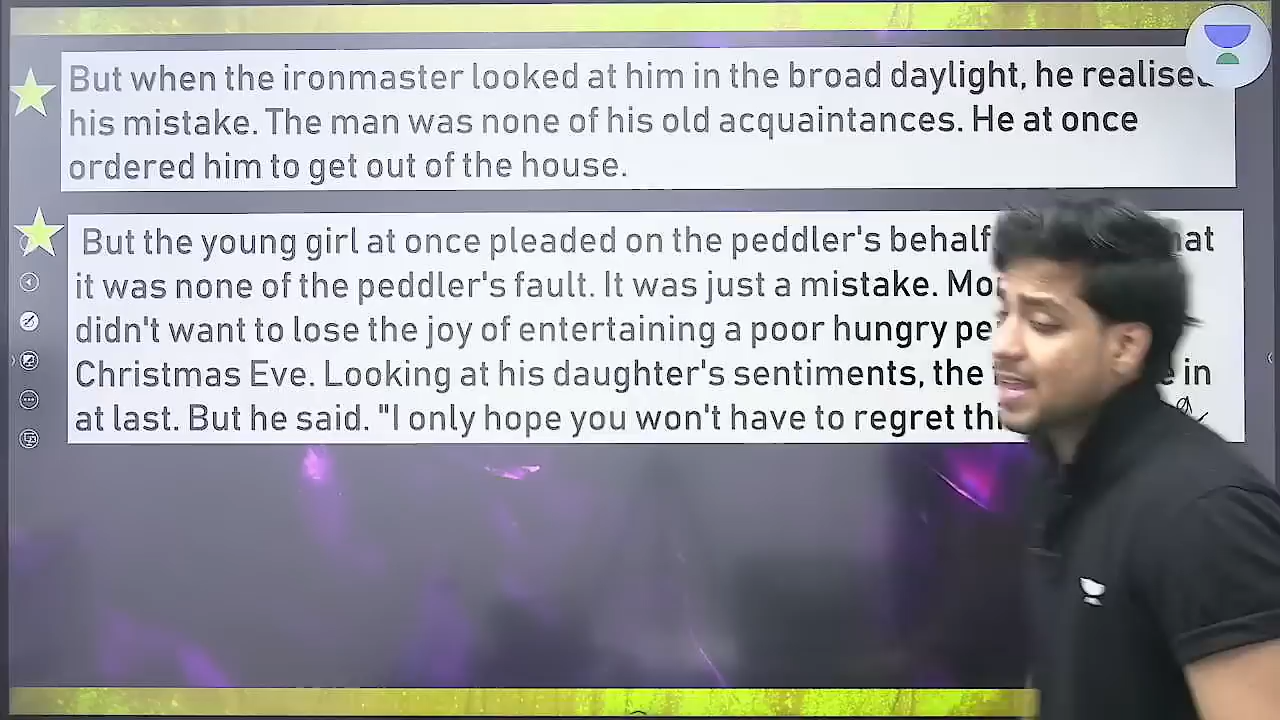 But when the ironmaster looked at him in the broad daylight, he realised
his mistake. The man was none of his old acquaintances. He at once
ordered him to get out of the house.
But the young girl at once pleaded on the peddler's behalf
it was none of the peddler's fault. It was just a mistake.
didn't want to lose the joy of entertaining a poor hungry
Christmas Eve. Looking at his daughter's sentiments, the in
at last. But he said. "I only hope you won't have to regret